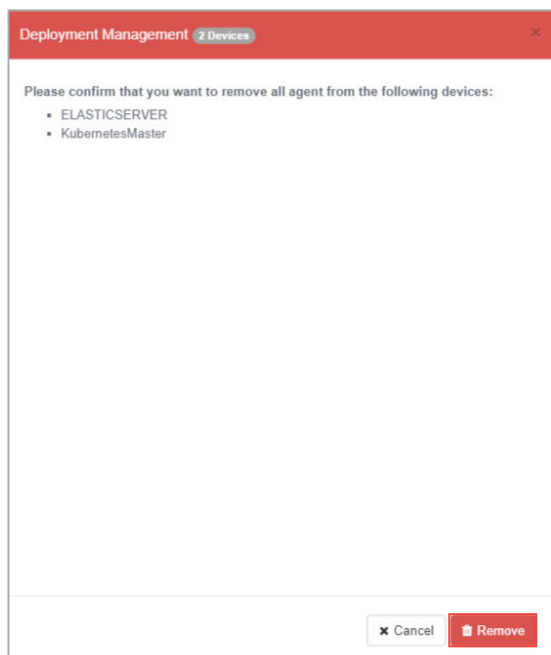 Deployment Management 2 Devices ×
Please confirm that you want to remove all agent from the following devices:
ELASTICSERVER
KubernetesMaster
Cancel Remove